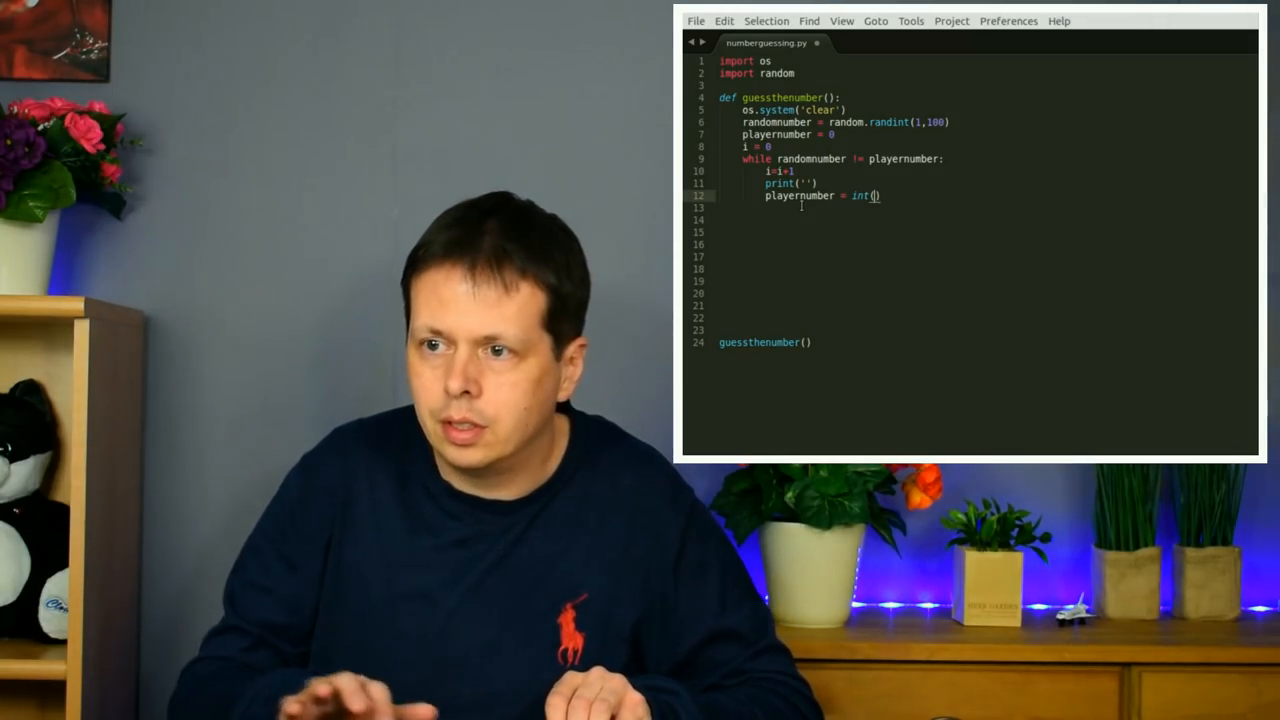 File Edit Selection Find View Goto Tools Project Preferences Help
numberguessing.py
1 import os
2 import random
3
4 def guessthenumber():
5 os.system('clear')
6 randomnumber = random.randint(1,100)
7 playernumber = 0
8 i = 0
9 while randomnumber != playernumber:
10 i=i+1
11 print('')
12 playernumber = int()
13
14
15
16
17
18
19
20
21
22
23
24 guessthenumber()